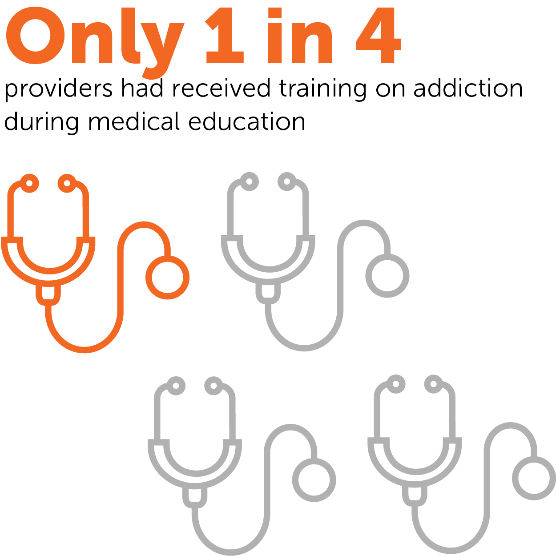 Only 1 in 4
providers had received training on addiction
during medical education